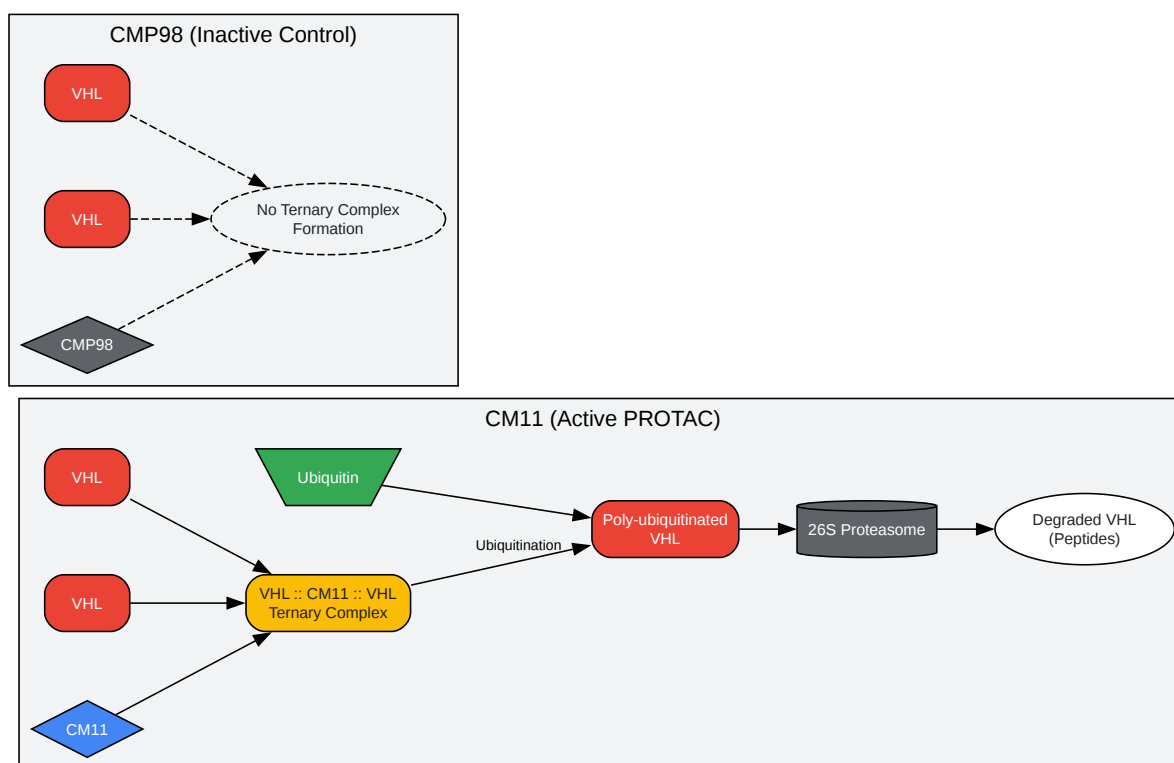 CMP98 (Inactive Control)
VHL
VHL
No Ternary Complex
Formation
CMP98
CM11 (Active PROTAC)
VHL
Ubiquitin
Poly-ubiquitinated
VHL
26S Proteasome
Degraded VHL
(Peptides)
Ubiquitination
VHL
VHL :: CM11 :: VHL
Ternary Complex
CM11